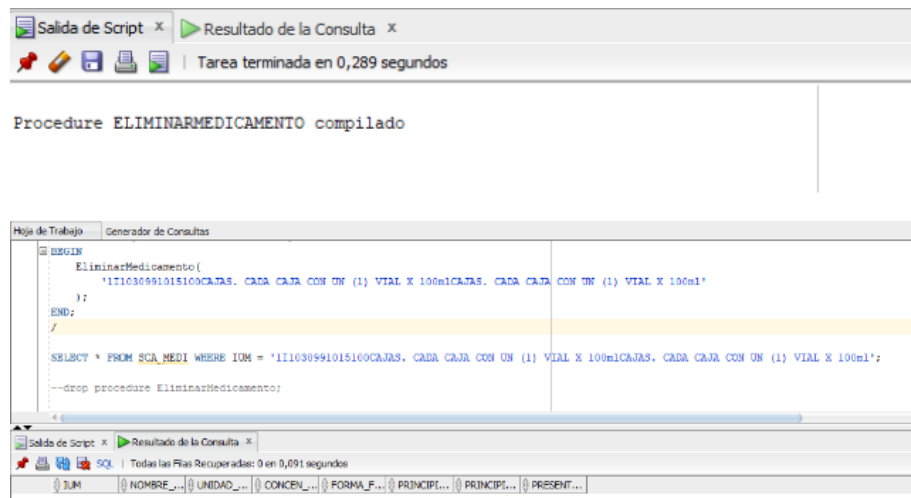 Salida de Script x Resultado de la Consulta x
Tarea terminada en 0,289 segundos
Procedure ELIMINARMEDICAMENTO compilado
Hoja de Trabajo Generador de Consultas
BEGIN
EliminarMedicamento(
'1I1030991015100CAJAS. CADA CAJA CON UN (1) VIAL X 100mlCAJAS. CADA CAJA CON UN (1) VIAL X 100ml'
);
END;
/
SELECT * FROM SCA_MEDI WHERE IUM = '1I1030991015100CAJAS. CADA CAJA CON UN (1) VIAL X 100mlCAJAS. CADA CAJA CON UN (1) VIAL X 100ml';
--drop procedure EliminarMedicamento;
Salida de Script x Resultado de la Consulta x
SQL | Todas las Filas Recuperadas: 0 en 0,091 segundos
IUM NOMBRE_... UNIDAD_... CONCEN_... FORMA_F... PRINCIPI... PRINCIPI... PRESENT...